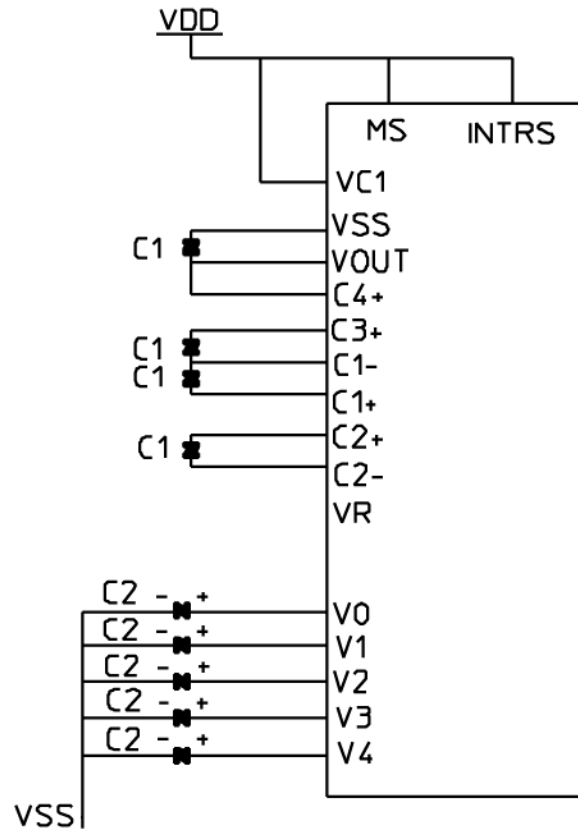 VDD
MS INTRS
VC1
VSS
C1
VOUT
C4+
C3+
C1
C1-
C1
C1+
C2+
C1
C2-
VR
C2 - +
V0
C2 - +
V1
C2 - +
V2
C2 - +
V3
C2 - +
V4
VSS